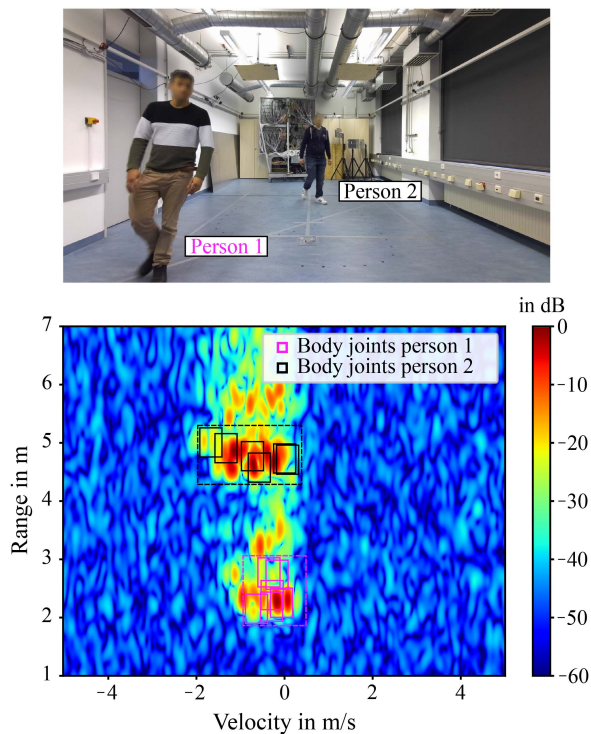 Person 2
Person 1
in dB
7
6
5
4
3
2
1
Range in m
Body joints person 1
Body joints person 2
0
−10
−20
−30
−40
−50
−60
−4
−2
0
2
4
Velocity in m/s